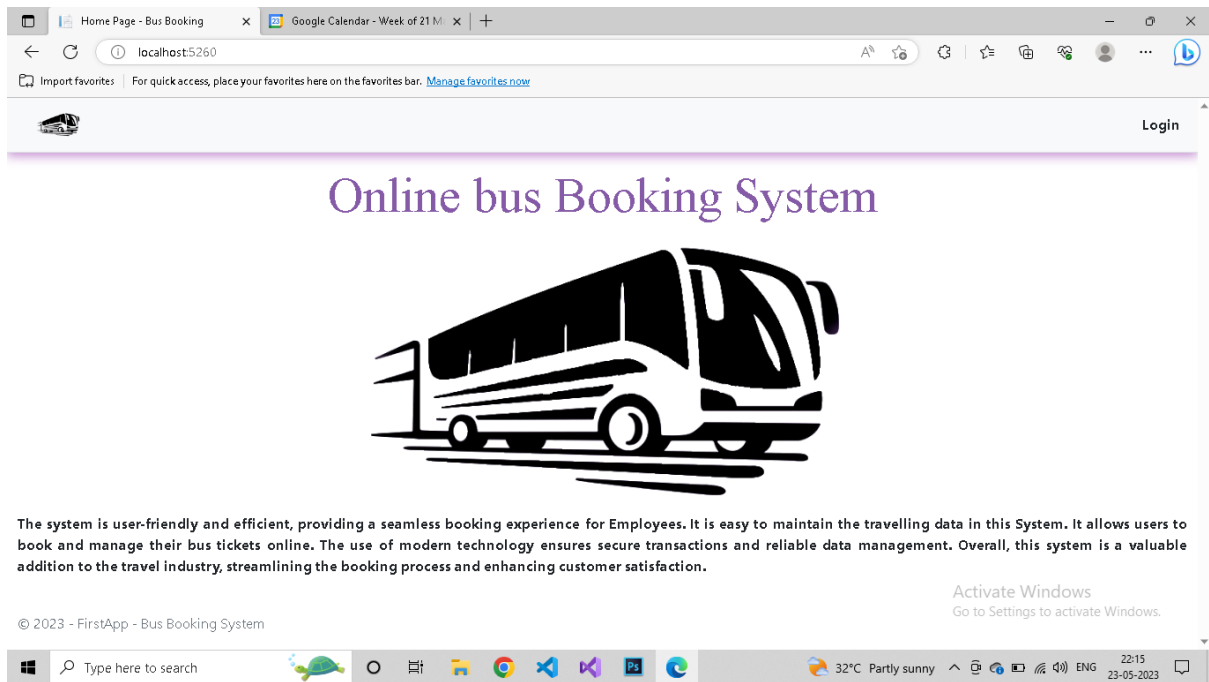 Home Page - Bus Booking
23 Google Calendar - Week of 21 M
localhost:5260
Import favorites For quick access, place your favorites here on the favorites bar. Manage favorites now
Login
Online bus Booking System
The system is user-friendly and efficient, providing a seamless booking experience for Employees. It is easy to maintain the travelling data in this System. It allows users to
book and manage their bus tickets online. The use of modern technology ensures secure transactions and reliable data management. Overall, this system is a valuable
addition to the travel industry, streamlining the booking process and enhancing customer satisfaction.
Activate Windows
Go to Settings to activate Windows.
© 2023 - FirstApp - Bus Booking System
Type here to search
Ps
32°C Partly sunny
ENG
22:15
23-05-2023